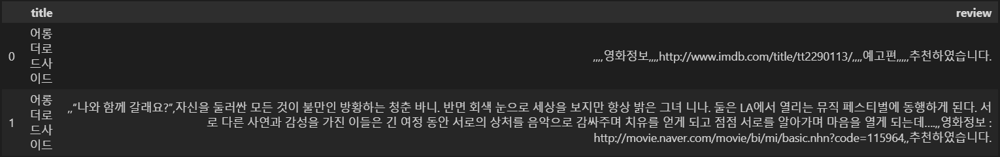 title review
0 어롱더로드사이드 ,,,,영화정보,,,,http://www.imdb.com/title/tt2290113/,,,,예고편,,,,,추천하였습니다.
1 어롱더로드사이드 ,,”나와 함께 갈래요?”,자신을 둘러싼 모든 것이 불만인 방황하는 청춘 바니. 반면 회색 눈으로 세상을 보지만 항상 밝은 그녀 니나. 둘은 LA에서 열리는 뮤직 페스티벌에 동행하게 된다. 서
로 다른 사연과 감성을 가진 이들은 긴 여정 동안 서로의 상처를 음악으로 감싸주며 치유를 얻게 되고 점점 서로를 알아가며 마음을 열게 되는데….,,영화정보 :
http://movie.naver.com/movie/bi/mi/basic.nhn?code=115964,,추천하였습니다.